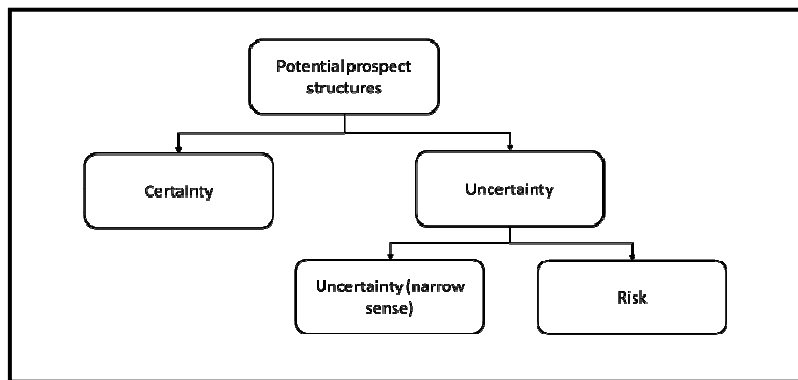 Potential prospect
structures
Certainty
Uncertainty
Uncertainty (narrow
sense)
Risk